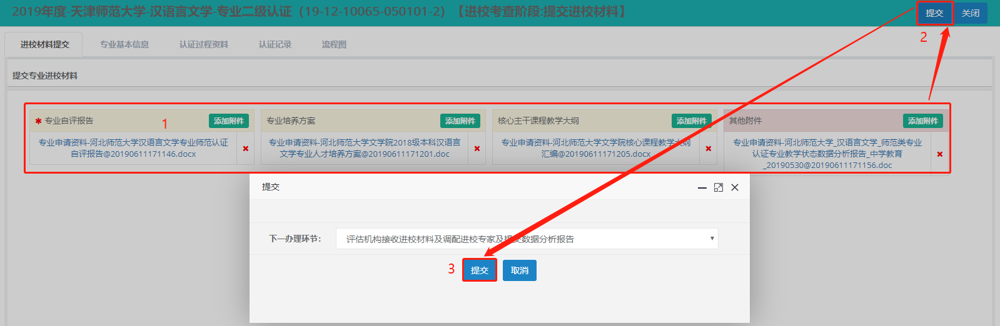 2019年度-天津师范大学-汉语言文学-专业二级认证（19-12-10065-050101-2）【进校考查阶段:提交进校材料】
提交 关闭
2
进校材料提交 专业基本信息 认证过程资料 认证记录 流程图
提交专业进校材料
✱ 专业自评报告 添加附件
1
专业申请资料-河北师范大学汉语言文学专业师范认证
自评报告@20190611171146.docx
专业培养方案 添加附件
专业申请资料-河北师范大学文学院2018级本科汉语言
文学专业人才培养方案@20190611171201.doc
核心主干课程教学大纲 添加附件
专业申请资料-河北师范大学文学院核心课程教学大纲
汇编@20190611171205.docx
其他附件 添加附件
专业申请资料-河北师范大学_汉语言文学_师范类专业
认证专业教学状态数据分析报告_中学教育
_20190530@20190611171156.doc
提交
下一办理环节：
评估机构接收进校材料及调配进校专家及提交数据分析报告
3
提交 取消